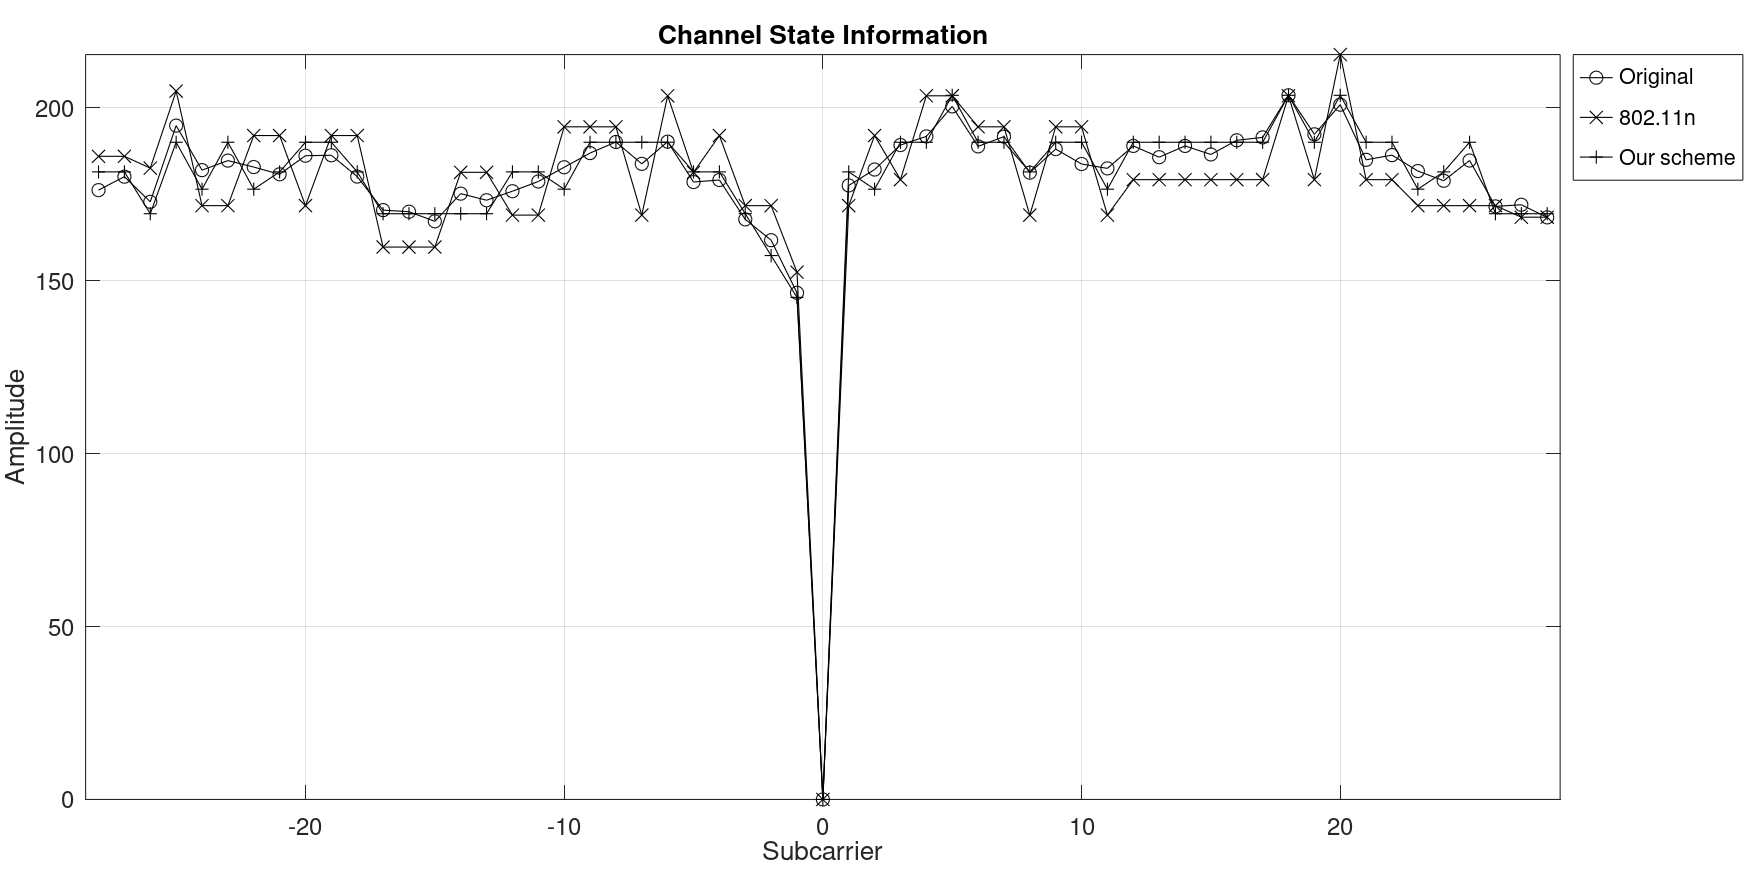 Channel State Information
Original
802.11n
Our scheme
200
150
100
50
0
Amplitude
-20
-10
0
10
20
Subcarrier